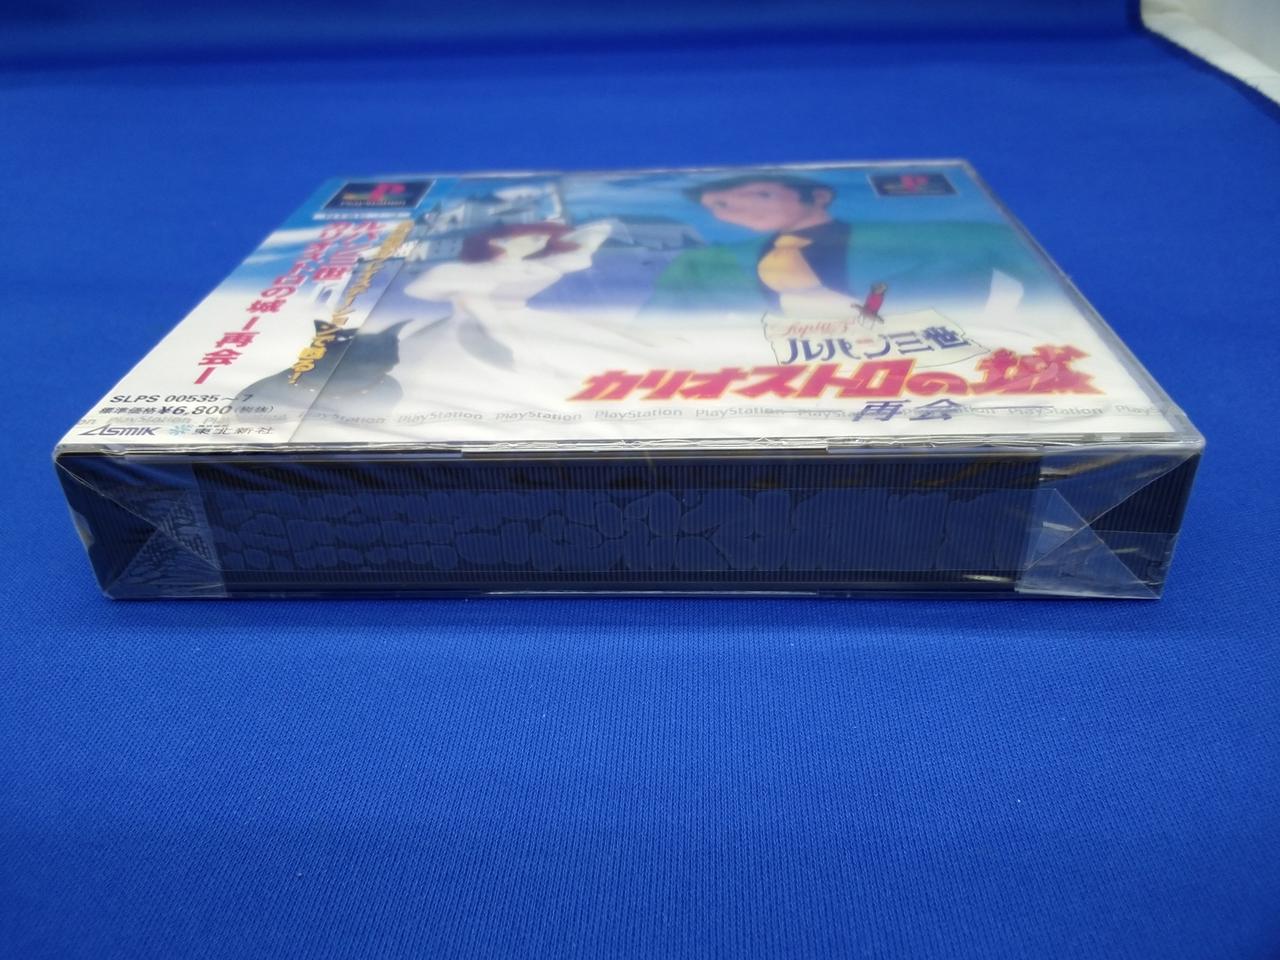 PlayStation
ルパン三世
カリオストロの城
ー再会ー
SLPS 00535〜7
標準価格¥6,800(税抜)
Asmik 東北新社
ルパン三世
カリオストロの城
再会
PlayStation PlayStation PlayStation PlayStation PlayStation PlayStation